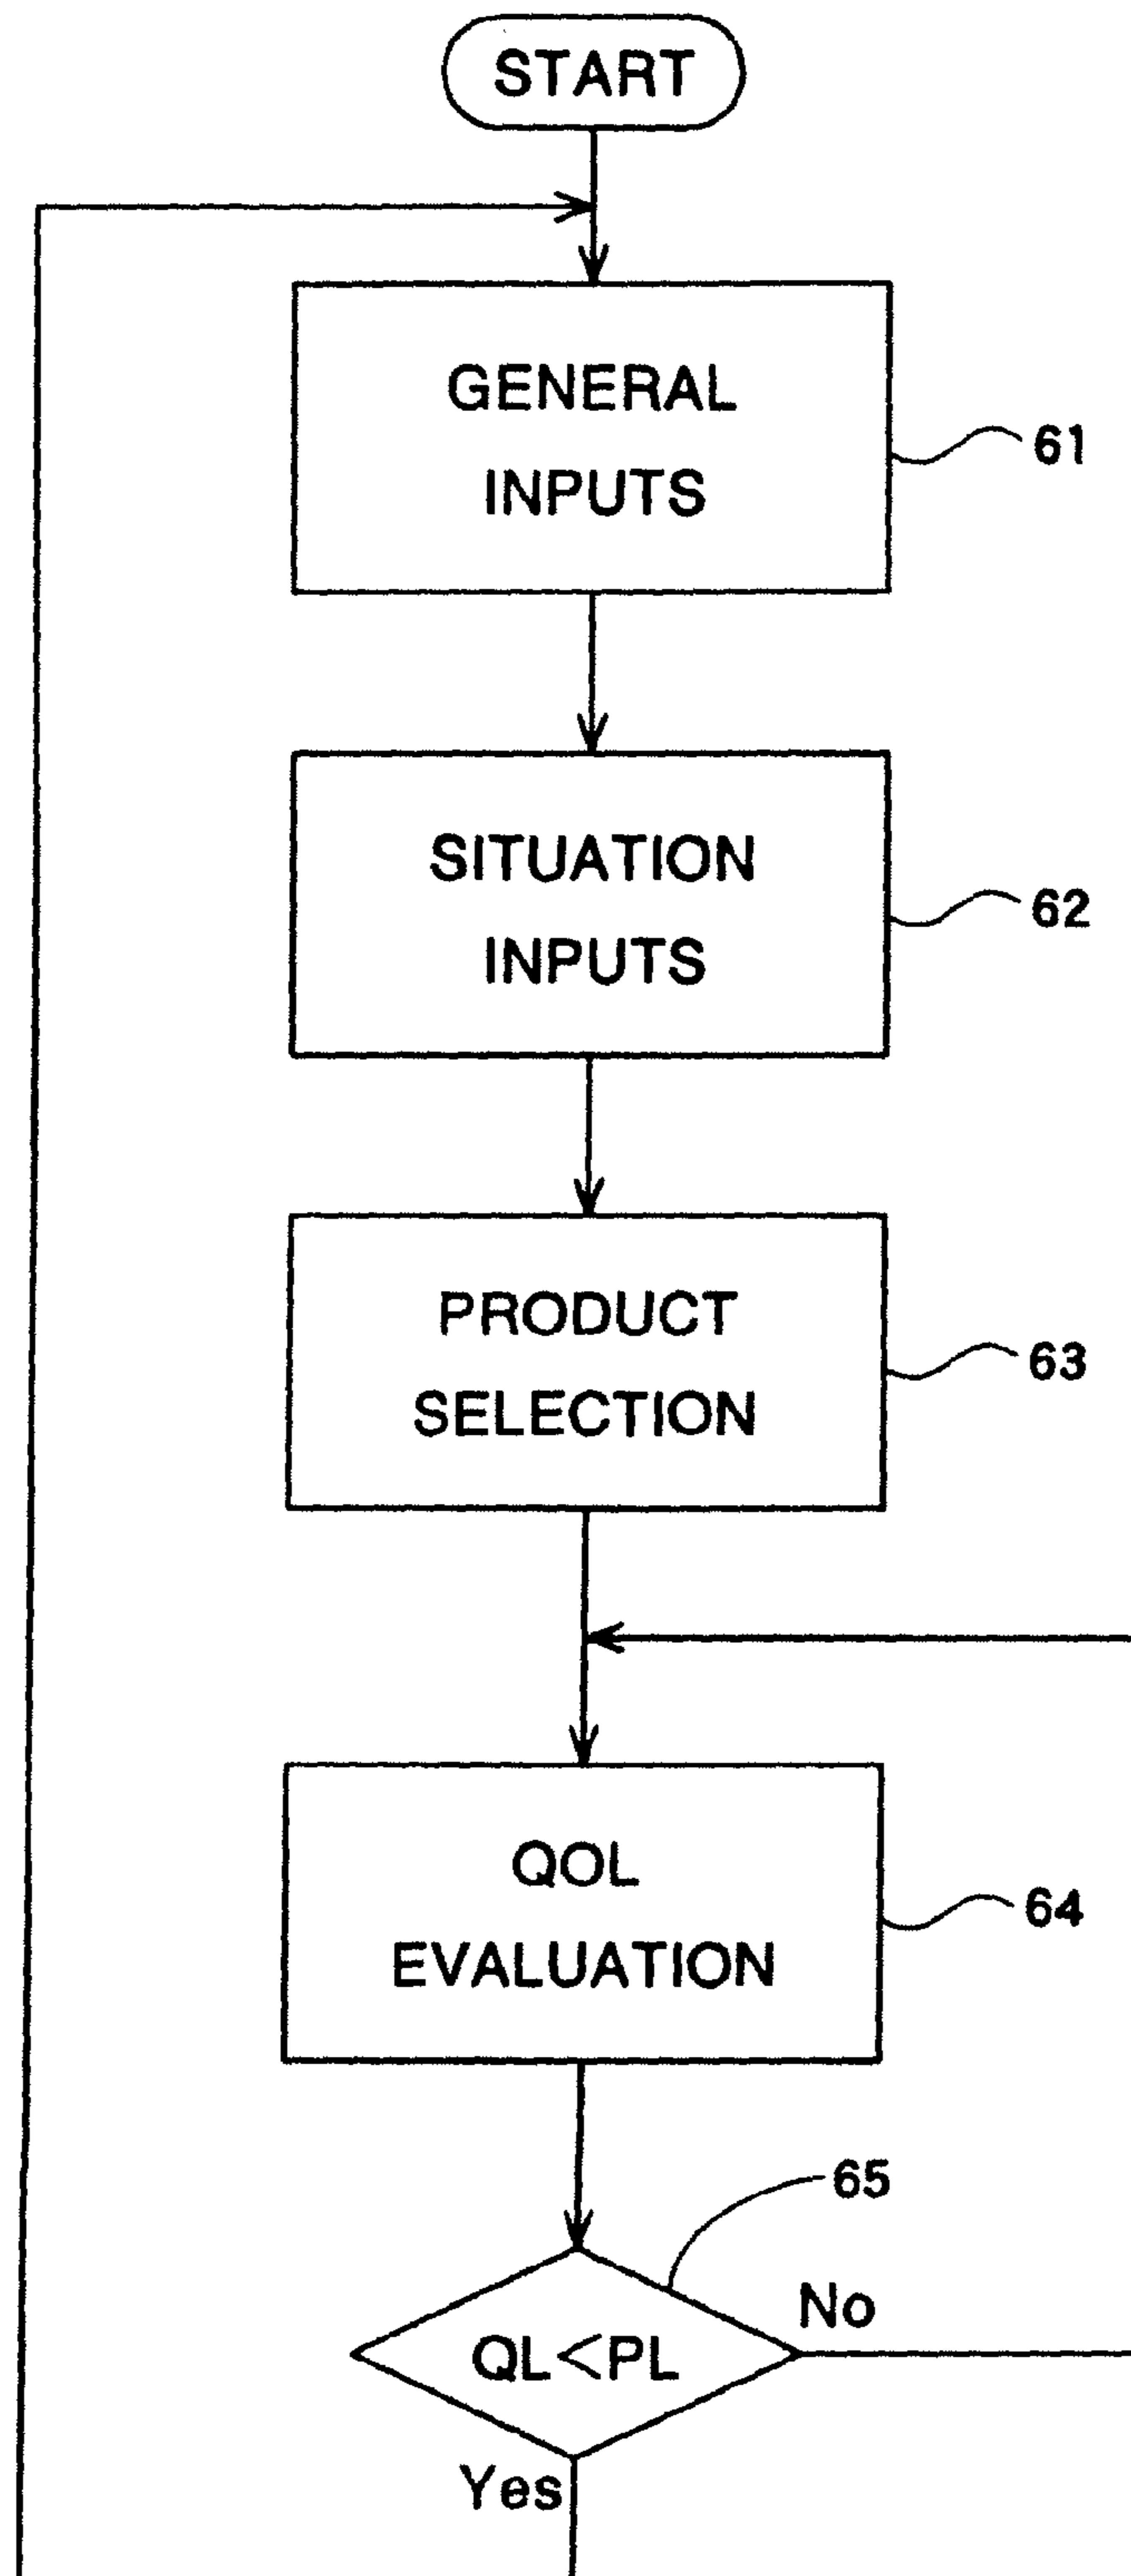 START
GENERAL
INPUTS
61
SITUATION
INPUTS
62
PRODUCT
SELECTION
63
QOL
EVALUATION
64
65
QL<PL
No
Yes